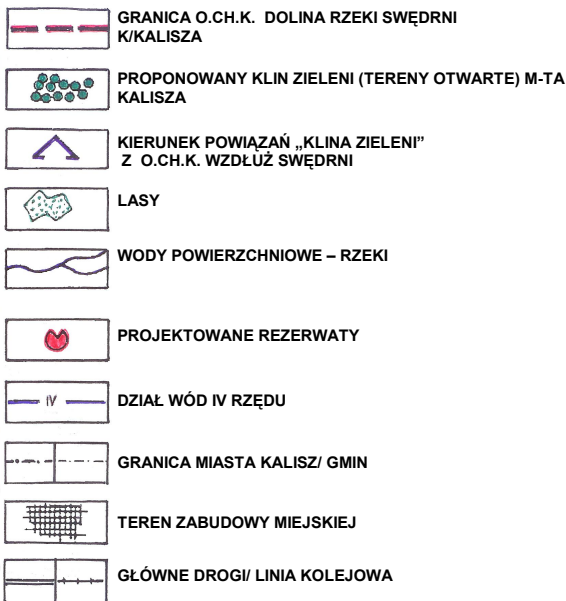 GRANICA O.CH.K. DOLINA RZEKI SWĘDRNI
K/KALISZA
PROPONOWANY KLIN ZIELENI (TERENY OTWARTE) M-TA
KALISZA
KIERUNEK POWIĄZAŃ „KLINA ZIELENI”
Z O.CH.K. WZDŁUŻ SWĘDRNI
LASY
WODY POWIERZCHNIOWE – RZEKI
PROJEKTOWANE REZERWATY
IV
DZIAŁ WÓD IV RZĘDU
GRANICA MIASTA KALISZ/ GMIN
TEREN ZABUDOWY MIEJSKIEJ
GŁÓWNE DROGI/ LINIA KOLEJOWA